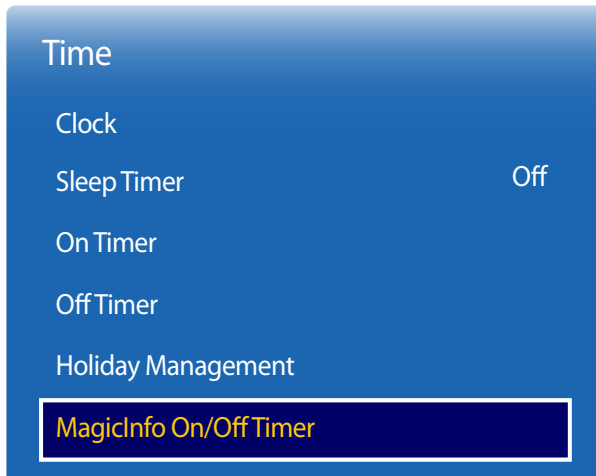 Time
Clock
Sleep Timer Off
On Timer
Off Timer
Holiday Management
MagicInfo On/Off Timer